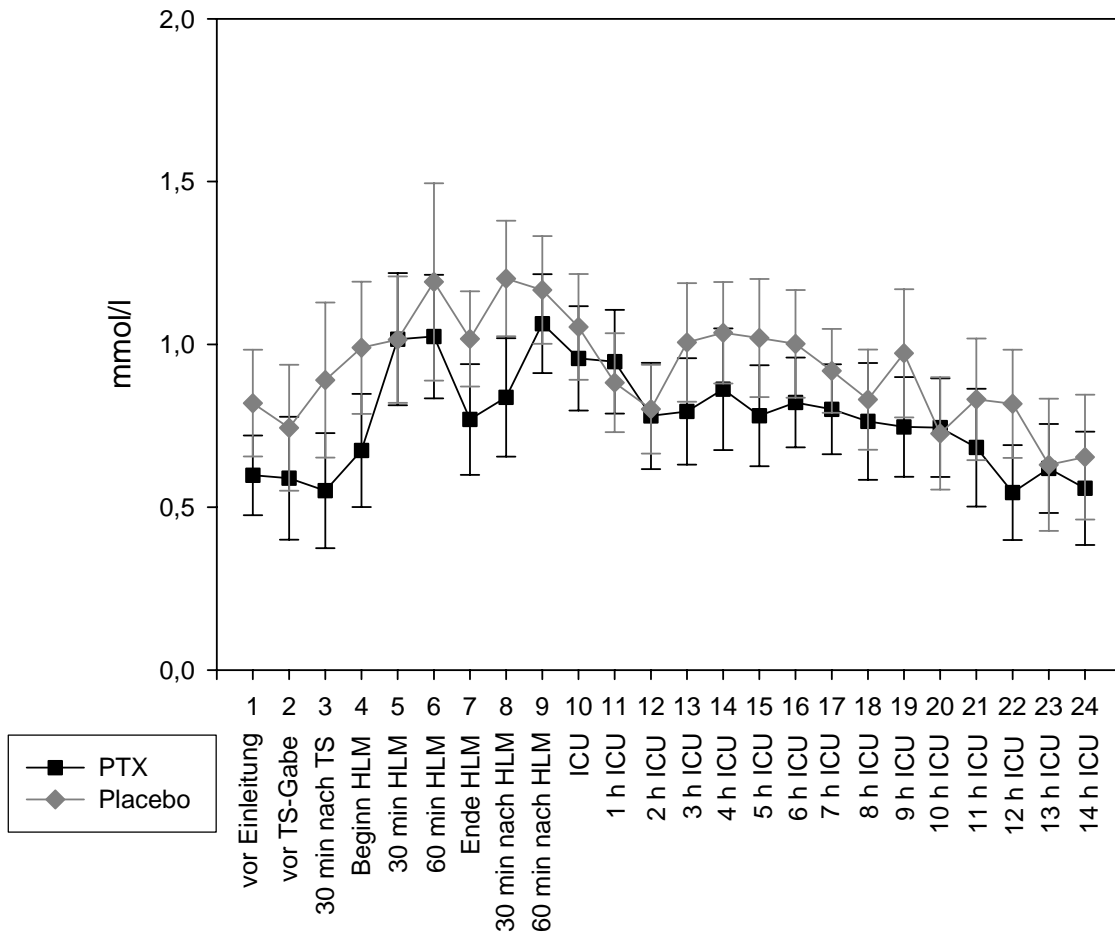 2,0
1,5
1,0
0,5
0,0
mmol/l
1 2 3 4 5 6 7 8 9 10 11 12 13 14 15 16 17 18 19 20 21 22 23 24
vor Einleitung
vor TS-Gabe
30 min nach TS
Beginn HLM
30 min HLM
60 min HLM
Ende HLM
30 min nach HLM
60 min nach HLM
ICU
1 h ICU
2 h ICU
3 h ICU
4 h ICU
5 h ICU
6 h ICU
7 h ICU
8 h ICU
9 h ICU
10 h ICU
11 h ICU
12 h ICU
13 h ICU
14 h ICU
PTX
Placebo